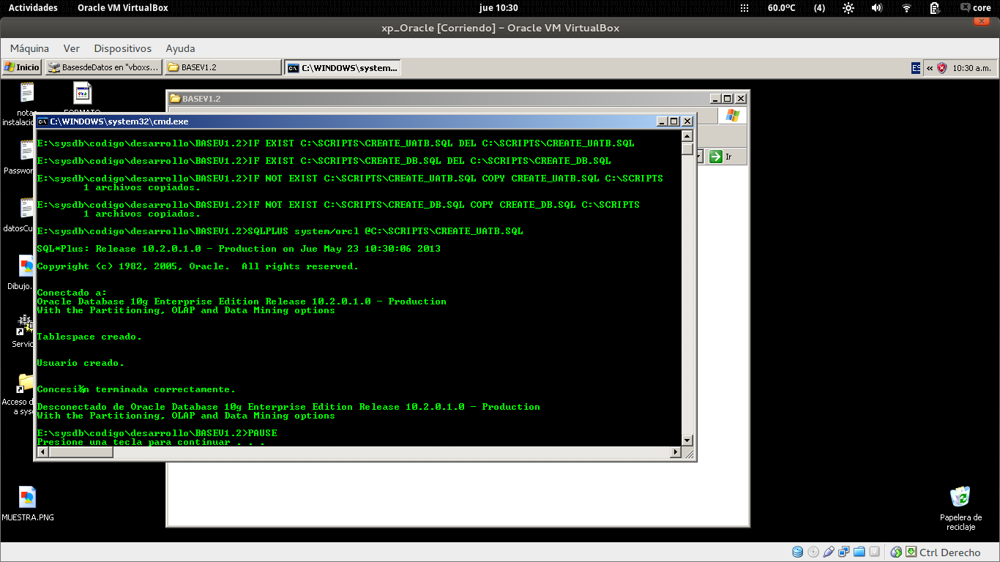 Actividades
Oracle VM VirtualBox
jue 10:30
60.0ºC
(4)
core
xp_Oracle [Corriendo] - Oracle VM VirtualBox
Máquina Ver Dispositivos Ayuda
Inicio
BasesdeDatos en "vboxs...
BASEV1.2
C:\WINDOWS\system...
ES
«
10:30 a.m.
notas
instalacio
FORMATO
BASEV1.2
C:\WINDOWS\system32\cmd.exe
Ir
E:\sysdb\codigo\desarrollo\BASEV1.2>IF EXIST C:\SCRIPTS\CREATE_UATB.SQL DEL C:\SCRIPTS\CREATE_UATB.SQL
E:\sysdb\codigo\desarrollo\BASEV1.2>IF EXIST C:\SCRIPTS\CREATE_DB.SQL DEL C:\SCRIPTS\CREATE_DB.SQL
E:\sysdb\codigo\desarrollo\BASEV1.2>IF NOT EXIST C:\SCRIPTS\CREATE_UATB.SQL COPY CREATE_UATB.SQL C:\SCRIPTS
1 archivos copiados.
E:\sysdb\codigo\desarrollo\BASEV1.2>IF NOT EXIST C:\SCRIPTS\CREATE_DB.SQL COPY CREATE_DB.SQL C:\SCRIPTS
1 archivos copiados.
E:\sysdb\codigo\desarrollo\BASEV1.2>SQLPLUS system/orcl @C:\SCRIPTS\CREATE_UATB.SQL
SQL*Plus: Release 10.2.0.1.0 - Production on Jue May 23 10:30:06 2013
Copyright (c) 1982, 2005, Oracle.  All rights reserved.
Conectado a:
Oracle Database 10g Enterprise Edition Release 10.2.0.1.0 - Production
With the Partitioning, OLAP and Data Mining options
Tablespace creado.
Usuario creado.
Concesi¾n terminada correctamente.
Desconectado de Oracle Database 10g Enterprise Edition Release 10.2.0.1.0 - Production
With the Partitioning, OLAP and Data Mining options
E:\sysdb\codigo\desarrollo\BASEV1.2>PAUSE
Presione una tecla para continuar . . .
Password
datosCu
Dibujo.
Servic
Acceso d
a sys
MUESTRA.PNG
Papelera de
reciclaje
Ctrl Derecho